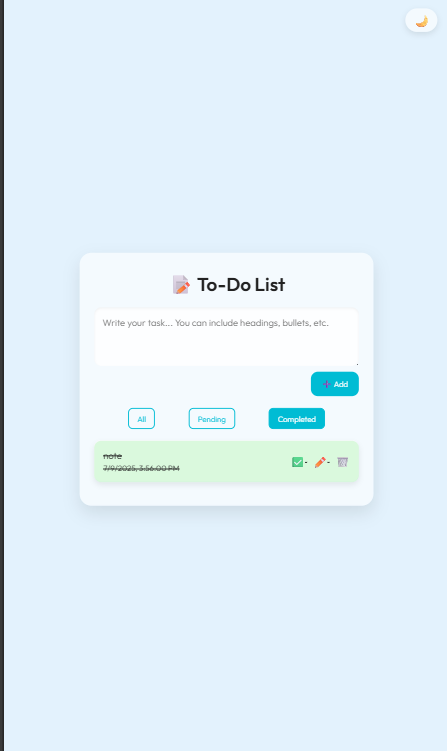 To-Do List
Write your task... You can include headings, bullets, etc.
+ Add
All
Pending
Completed
note
7/9/2025, 3:56:00 PM